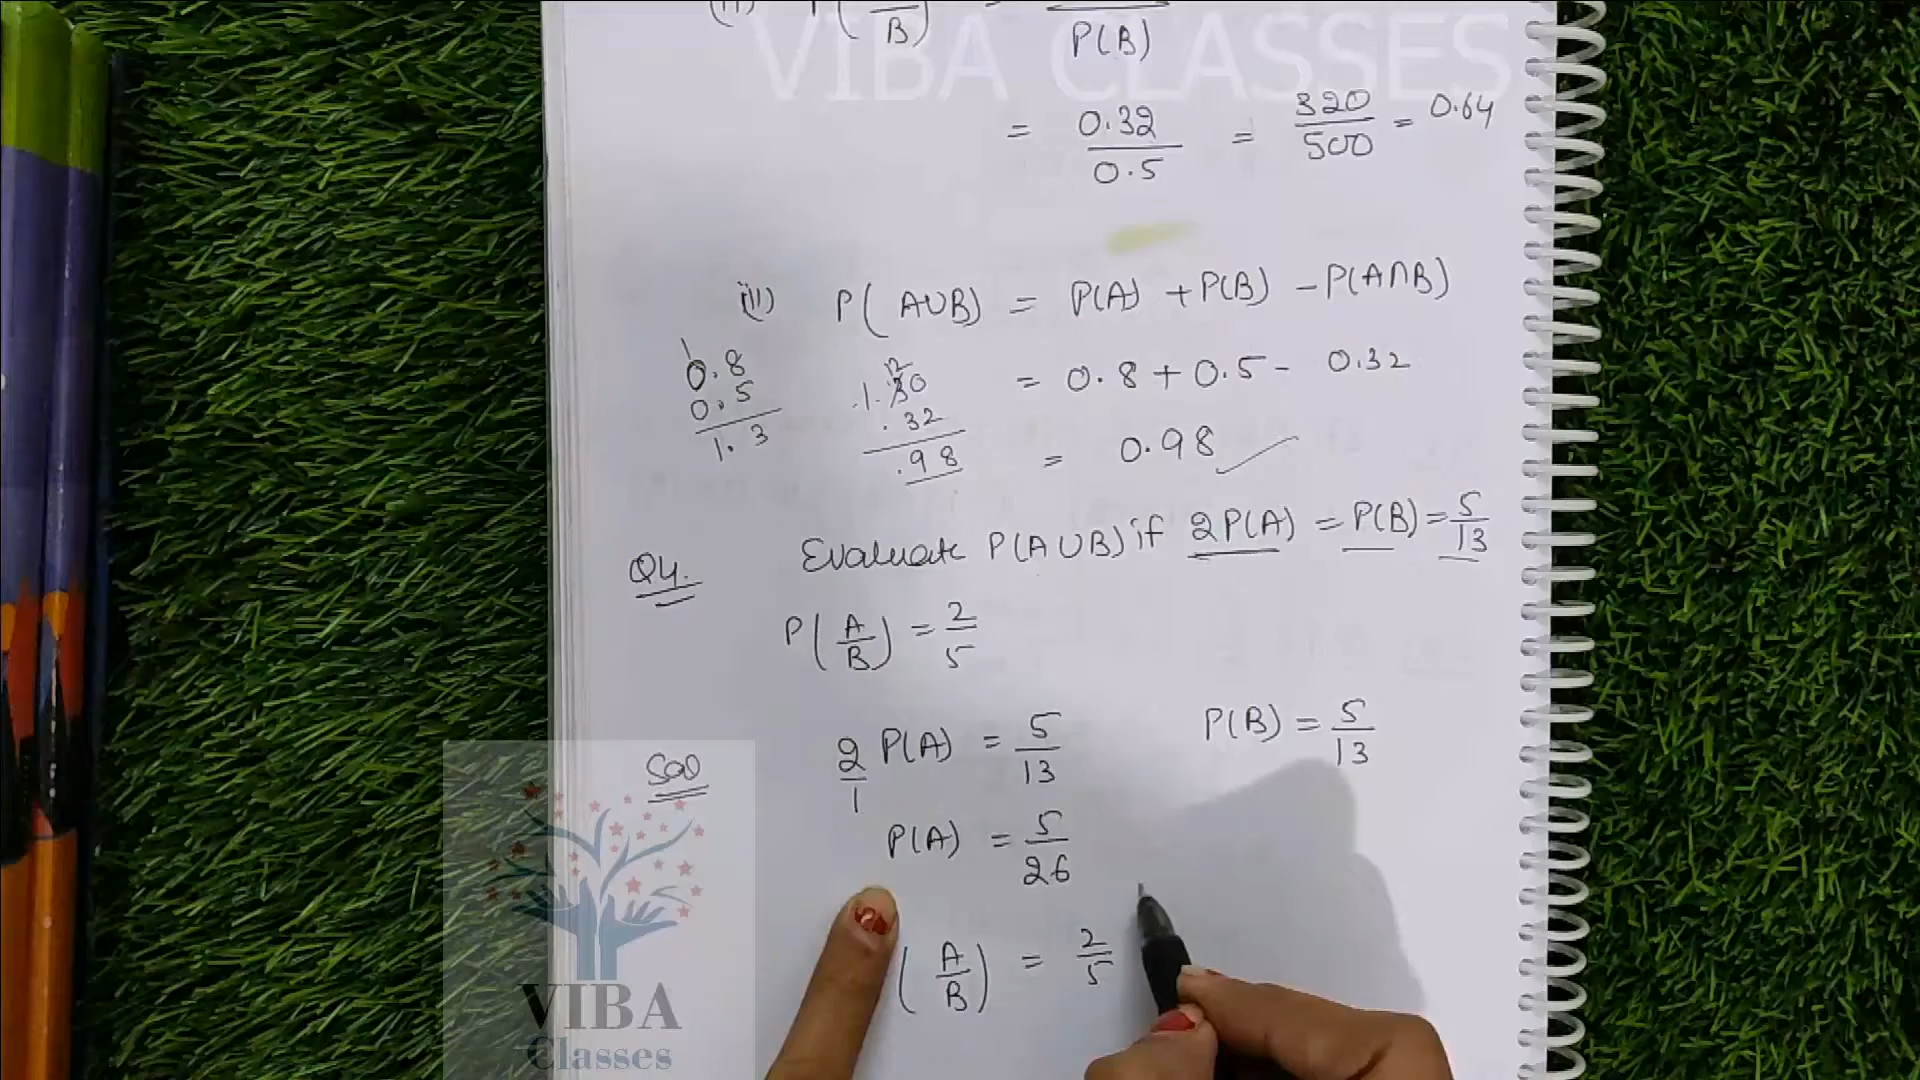 VIBA CLASSES
(B) = / P(B)
= 0.32/0.5 = 320/500 = 0.64
(iii) P(A∪B) = P(A) + P(B) - P(A∩B)
0.8
0.5
1.3
1.30
.32
.98
= 0.8 + 0.5 - 0.32
= 0.98
Q4. Evaluate P(A∪B) if 2P(A) = P(B) = 5/13
P(A/B) = 2/5
Sol
2/1 P(A) = 5/13
P(B) = 5/13
P(A) = 5/26
(A/B) = 2/5
VIBA
Classes